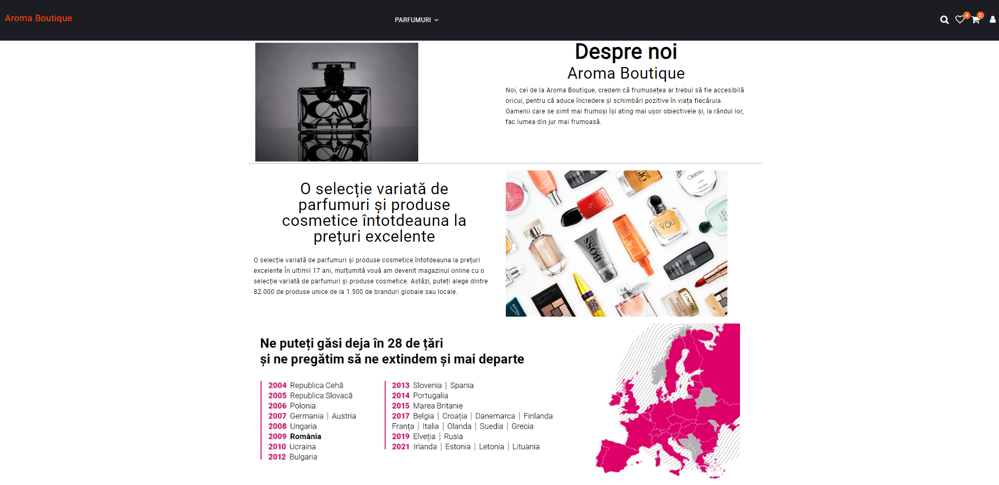 Aroma Boutique
PARFUMURI
4
2
Despre noi
Aroma Boutique
Noi, cei de la Aroma Boutique, credem că frumusețea ar trebui să fie accesibilă
oricui, pentru că aduce încredere și schimbări pozitive în viața fiecăruia.
Oamenii care se simt mai frumoși își ating mai ușor obiectivele și, la rândul lor,
fac lumea din jur mai frumoasă.
O selecție variată de
parfumuri și produse
cosmetice întotdeauna la
prețuri excelente
O selecție variată de parfumuri și produse cosmetice întotdeauna la prețuri
excelente În ultimii 17 ani, mulțumită vouă am devenit magazinul online cu o
selecție variată de parfumuri și produse cosmetice. Astăzi, puteți alege dintre
82.000 de produse unice de la 1.500 de branduri globale sau locale.
OBSESSED
YOU
BOSS
30
LANCÔME
BIG
Ne puteți găsi deja în 28 de țări
și ne pregătim să ne extindem și mai departe
2004 Republica Cehă
2005 Republica Slovacă
2006 Polonia
2007 Germania | Austria
2008 Ungaria
2009 România
2010 Ucraina
2012 Bulgaria
2013 Slovenia | Spania
2014 Portugalia
2015 Marea Britanie
2017 Belgia | Croația | Danemarca | Finlanda
Franța | Italia | Olanda | Suedia | Grecia
2019 Elveția | Rusia
2021 Irlanda | Estonia | Letonia | Lituania